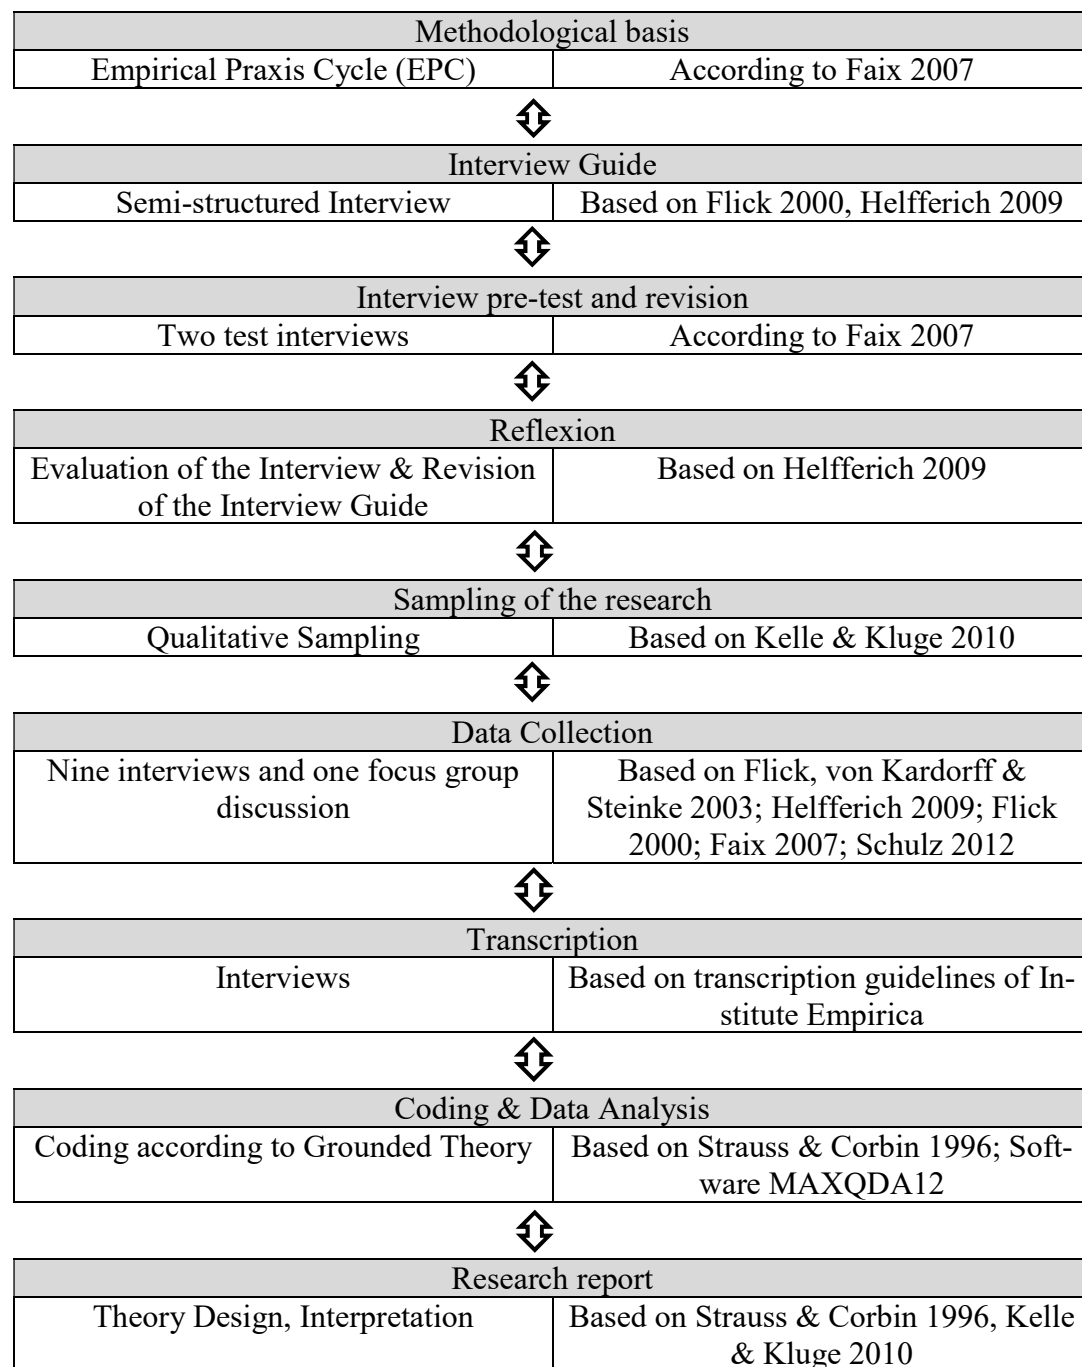 Methodological basis
Empirical Praxis Cycle (EPC)
According to Faix 2007
Interview Guide
Semi-structured Interview
Based on Flick 2000, Helfferich 2009
Interview pre-test and revision
Two test interviews
According to Faix 2007
Reflexion
Evaluation of the Interview & Revision
of the Interview Guide
Based on Helfferich 2009
Sampling of the research
Qualitative Sampling
Based on Kelle & Kluge 2010
Data Collection
Nine interviews and one focus group
discussion
Based on Flick, von Kardorff &
Steinke 2003; Helfferich 2009; Flick
2000; Faix 2007; Schulz 2012
Transcription
Interviews
Based on transcription guidelines of In-
stitute Empirica
Coding & Data Analysis
Coding according to Grounded Theory
Based on Strauss & Corbin 1996; Soft-
ware MAXQDA12
Research report
Theory Design, Interpretation
Based on Strauss & Corbin 1996, Kelle
& Kluge 2010